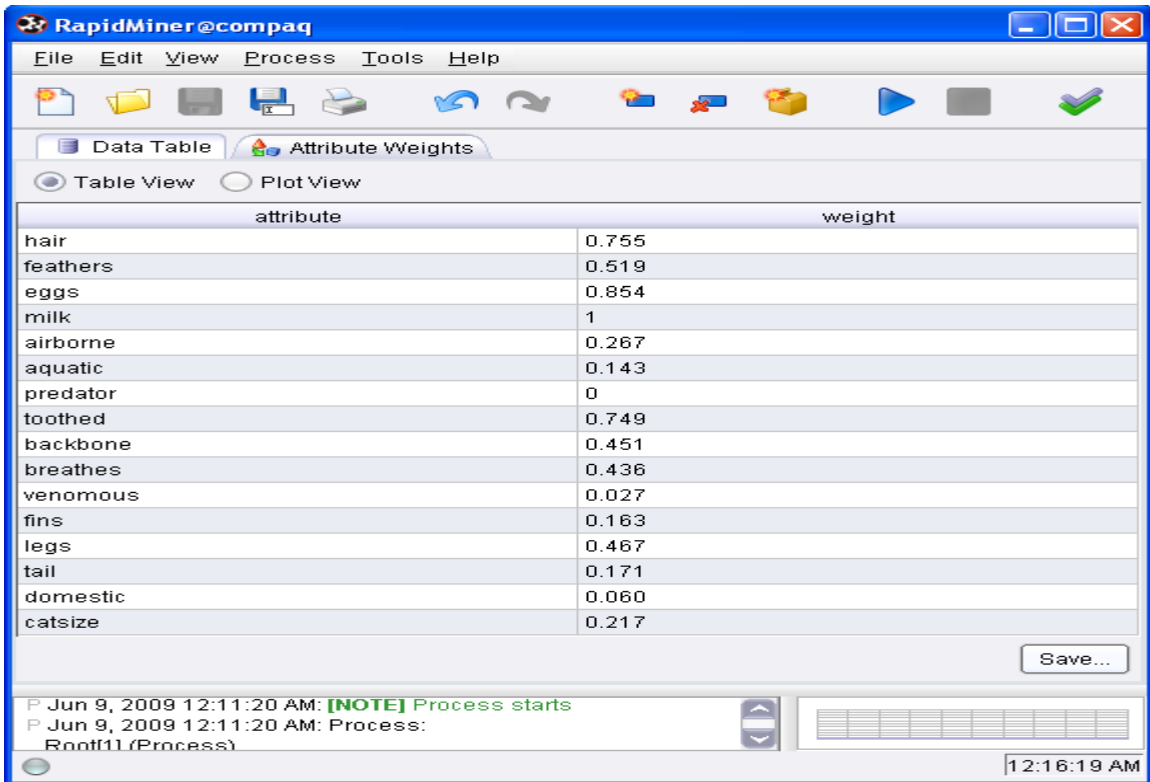 RapidMiner@compaq
File Edit View Process Tools Help
Data Table Attribute Weights
Table View Plot View
attribute weight
hair 0.755
feathers 0.519
eggs 0.854
milk 1
airborne 0.267
aquatic 0.143
predator 0
toothed 0.749
backbone 0.451
breathes 0.436
venomous 0.027
fins 0.163
legs 0.467
tail 0.171
domestic 0.060
catsize 0.217
Save...
P Jun 9, 2009 12:11:20 AM: [NOTE] Process starts
P Jun 9, 2009 12:11:20 AM: Process:
Root[1] (Process)
12:16:19 AM